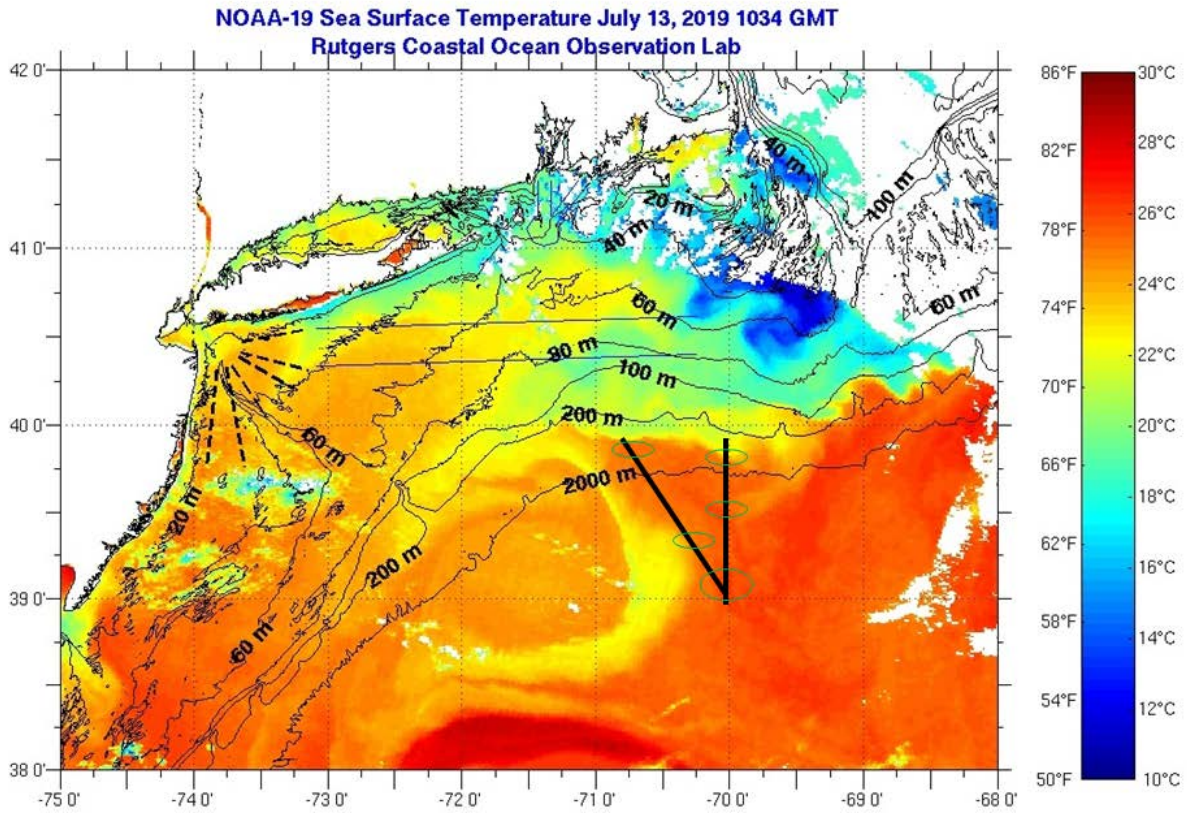 NOAA-19 Sea Surface Temperature July 13, 2019 1034 GMT
Rutgers Coastal Ocean Observation Lab
42 0'
41 0'
40 0'
39 0'
38 0'
-75 0'
-74 0'
-73 0'
-72 0'
-71 0'
-70 0'
-69 0'
-68 0'
40 m
20 m
40 m
100 m
60 m
60 m
80 m
100 m
200 m
60 m
2000 m
20 m
200 m
60 m
86°F
82°F
78°F
74°F
70°F
66°F
62°F
58°F
54°F
50°F
30°C
28°C
26°C
24°C
22°C
20°C
18°C
16°C
14°C
12°C
10°C